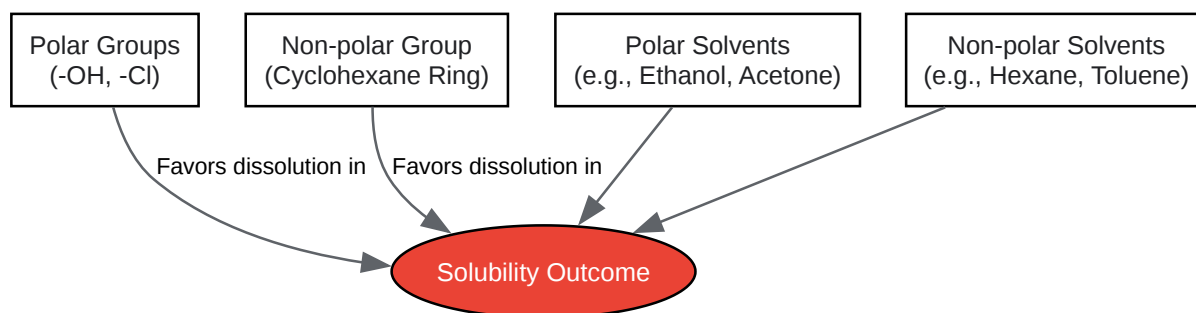 Polar Groups
(-OH, -Cl)
Non-polar Group
(Cyclohexane Ring)
Polar Solvents
(e.g., Ethanol, Acetone)
Non-polar Solvents
(e.g., Hexane, Toluene)
Favors dissolution in
Favors dissolution in
Solubility Outcome